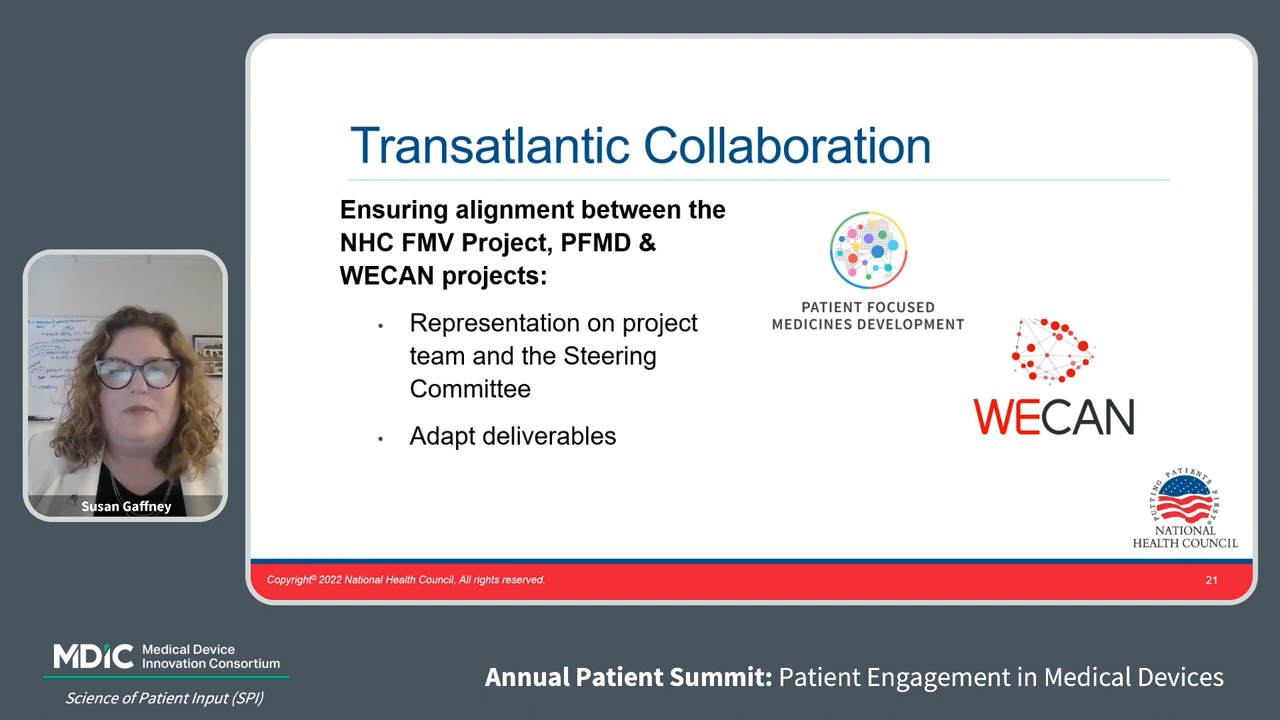 Transatlantic Collaboration
Ensuring alignment between the
NHC FMV Project, PFMD &
WECAN projects:
• Representation on project
team and the Steering
Committee
• Adapt deliverables
PATIENT FOCUSED
MEDICINES DEVELOPMENT
WECAN
PUTTING PATIENTS FIRST®
NATIONAL
HEALTH COUNCIL
Copyright© 2022 National Health Council, All rights reserved.
21
Susan Gaffney
MDIC Medical Device
Innovation Consortium
Science of Patient Input (SPI)
Annual Patient Summit: Patient Engagement in Medical Devices